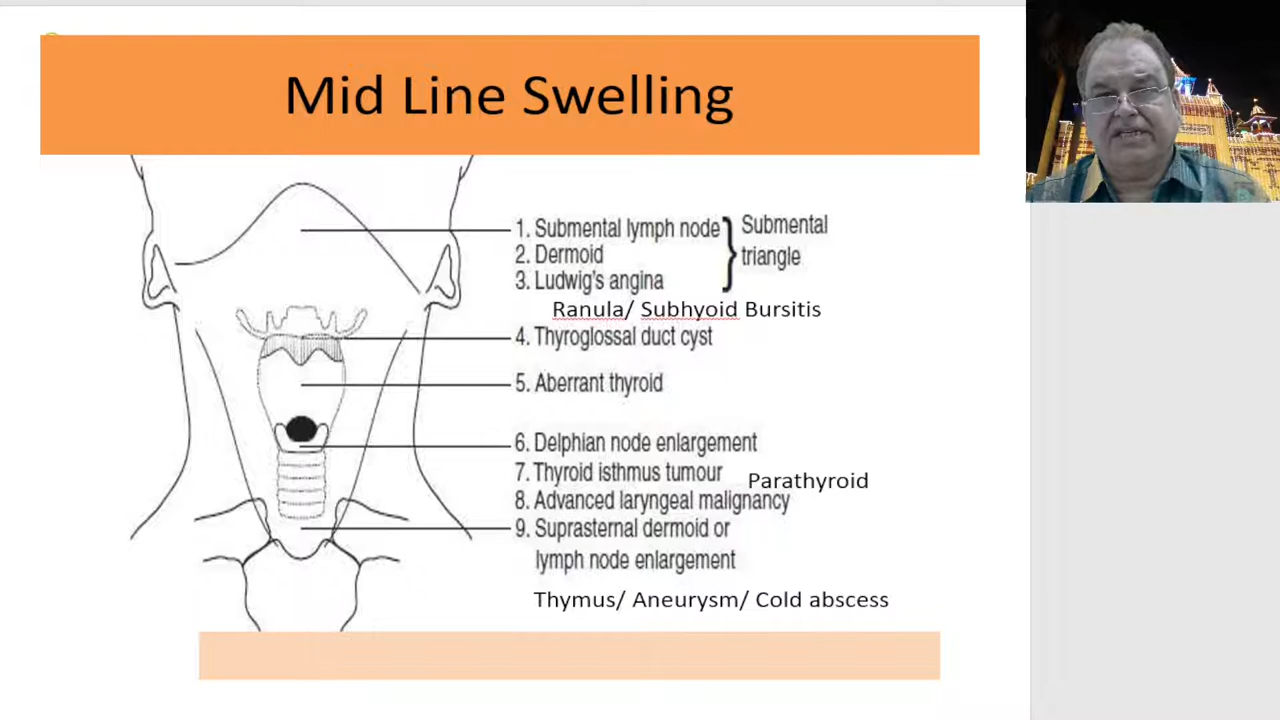 Mid Line Swelling
1. Submental lymph node
2. Dermoid
3. Ludwig's angina
Submental
triangle
Ranula/ Subhyoid Bursitis
4. Thyroglossal duct cyst
5. Aberrant thyroid
6. Delphian node enlargement
7. Thyroid isthmus tumour
Parathyroid
8. Advanced laryngeal malignancy
9. Suprasternal dermoid or
lymph node enlargement
Thymus/ Aneurysm/ Cold abscess